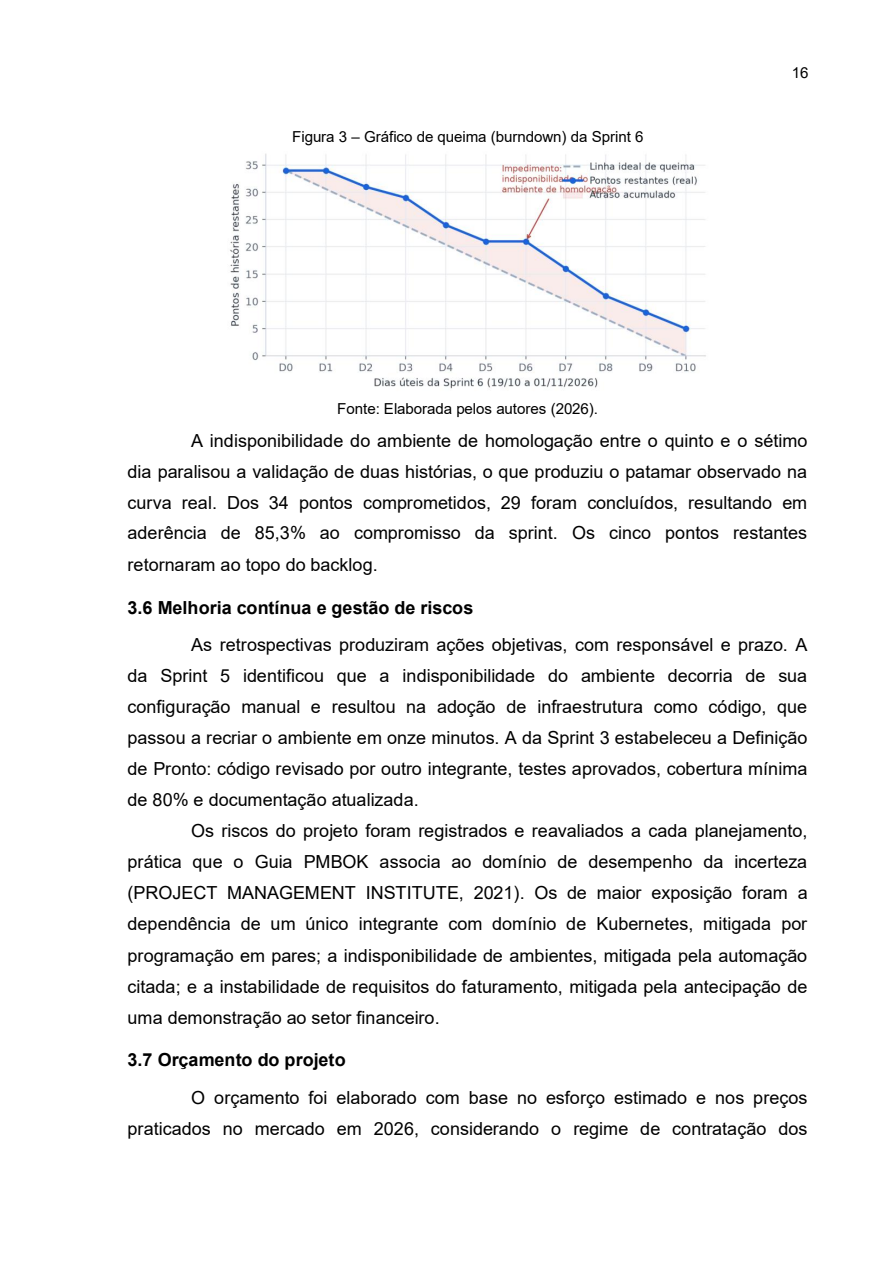 16
Figura 3 – Gráfico de queima (burndown) da Sprint 6
Impedimento:
indisponibilidade do
ambiente de homologação
Linha ideal de queima
Pontos restantes (real)
Atraso acumulado
Pontos de história restantes
35
30
25
20
15
10
5
0
D0 D1 D2 D3 D4 D5 D6 D7 D8 D9 D10
Dias úteis da Sprint 6 (19/10 a 01/11/2026)
Fonte: Elaborada pelos autores (2026).
A indisponibilidade do ambiente de homologação entre o quinto e o sétimo
dia paralisou a validação de duas histórias, o que produziu o patamar observado na
curva real. Dos 34 pontos comprometidos, 29 foram concluídos, resultando em
aderência de 85,3% ao compromisso da sprint. Os cinco pontos restantes
retornaram ao topo do backlog.
3.6 Melhoria contínua e gestão de riscos
As retrospectivas produziram ações objetivas, com responsável e prazo. A
da Sprint 5 identificou que a indisponibilidade do ambiente decorria de sua
configuração manual e resultou na adoção de infraestrutura como código, que
passou a recriar o ambiente em onze minutos. A da Sprint 3 estabeleceu a Definição
de Pronto: código revisado por outro integrante, testes aprovados, cobertura mínima
de 80% e documentação atualizada.
Os riscos do projeto foram registrados e reavaliados a cada planejamento,
prática que o Guia PMBOK associa ao domínio de desempenho da incerteza
(PROJECT MANAGEMENT INSTITUTE, 2021). Os de maior exposição foram a
dependência de um único integrante com domínio de Kubernetes, mitigada por
programação em pares; a indisponibilidade de ambientes, mitigada pela automação
citada; e a instabilidade de requisitos do faturamento, mitigada pela antecipação de
uma demonstração ao setor financeiro.
3.7 Orçamento do projeto
O orçamento foi elaborado com base no esforço estimado e nos preços
praticados no mercado em 2026, considerando o regime de contratação dos